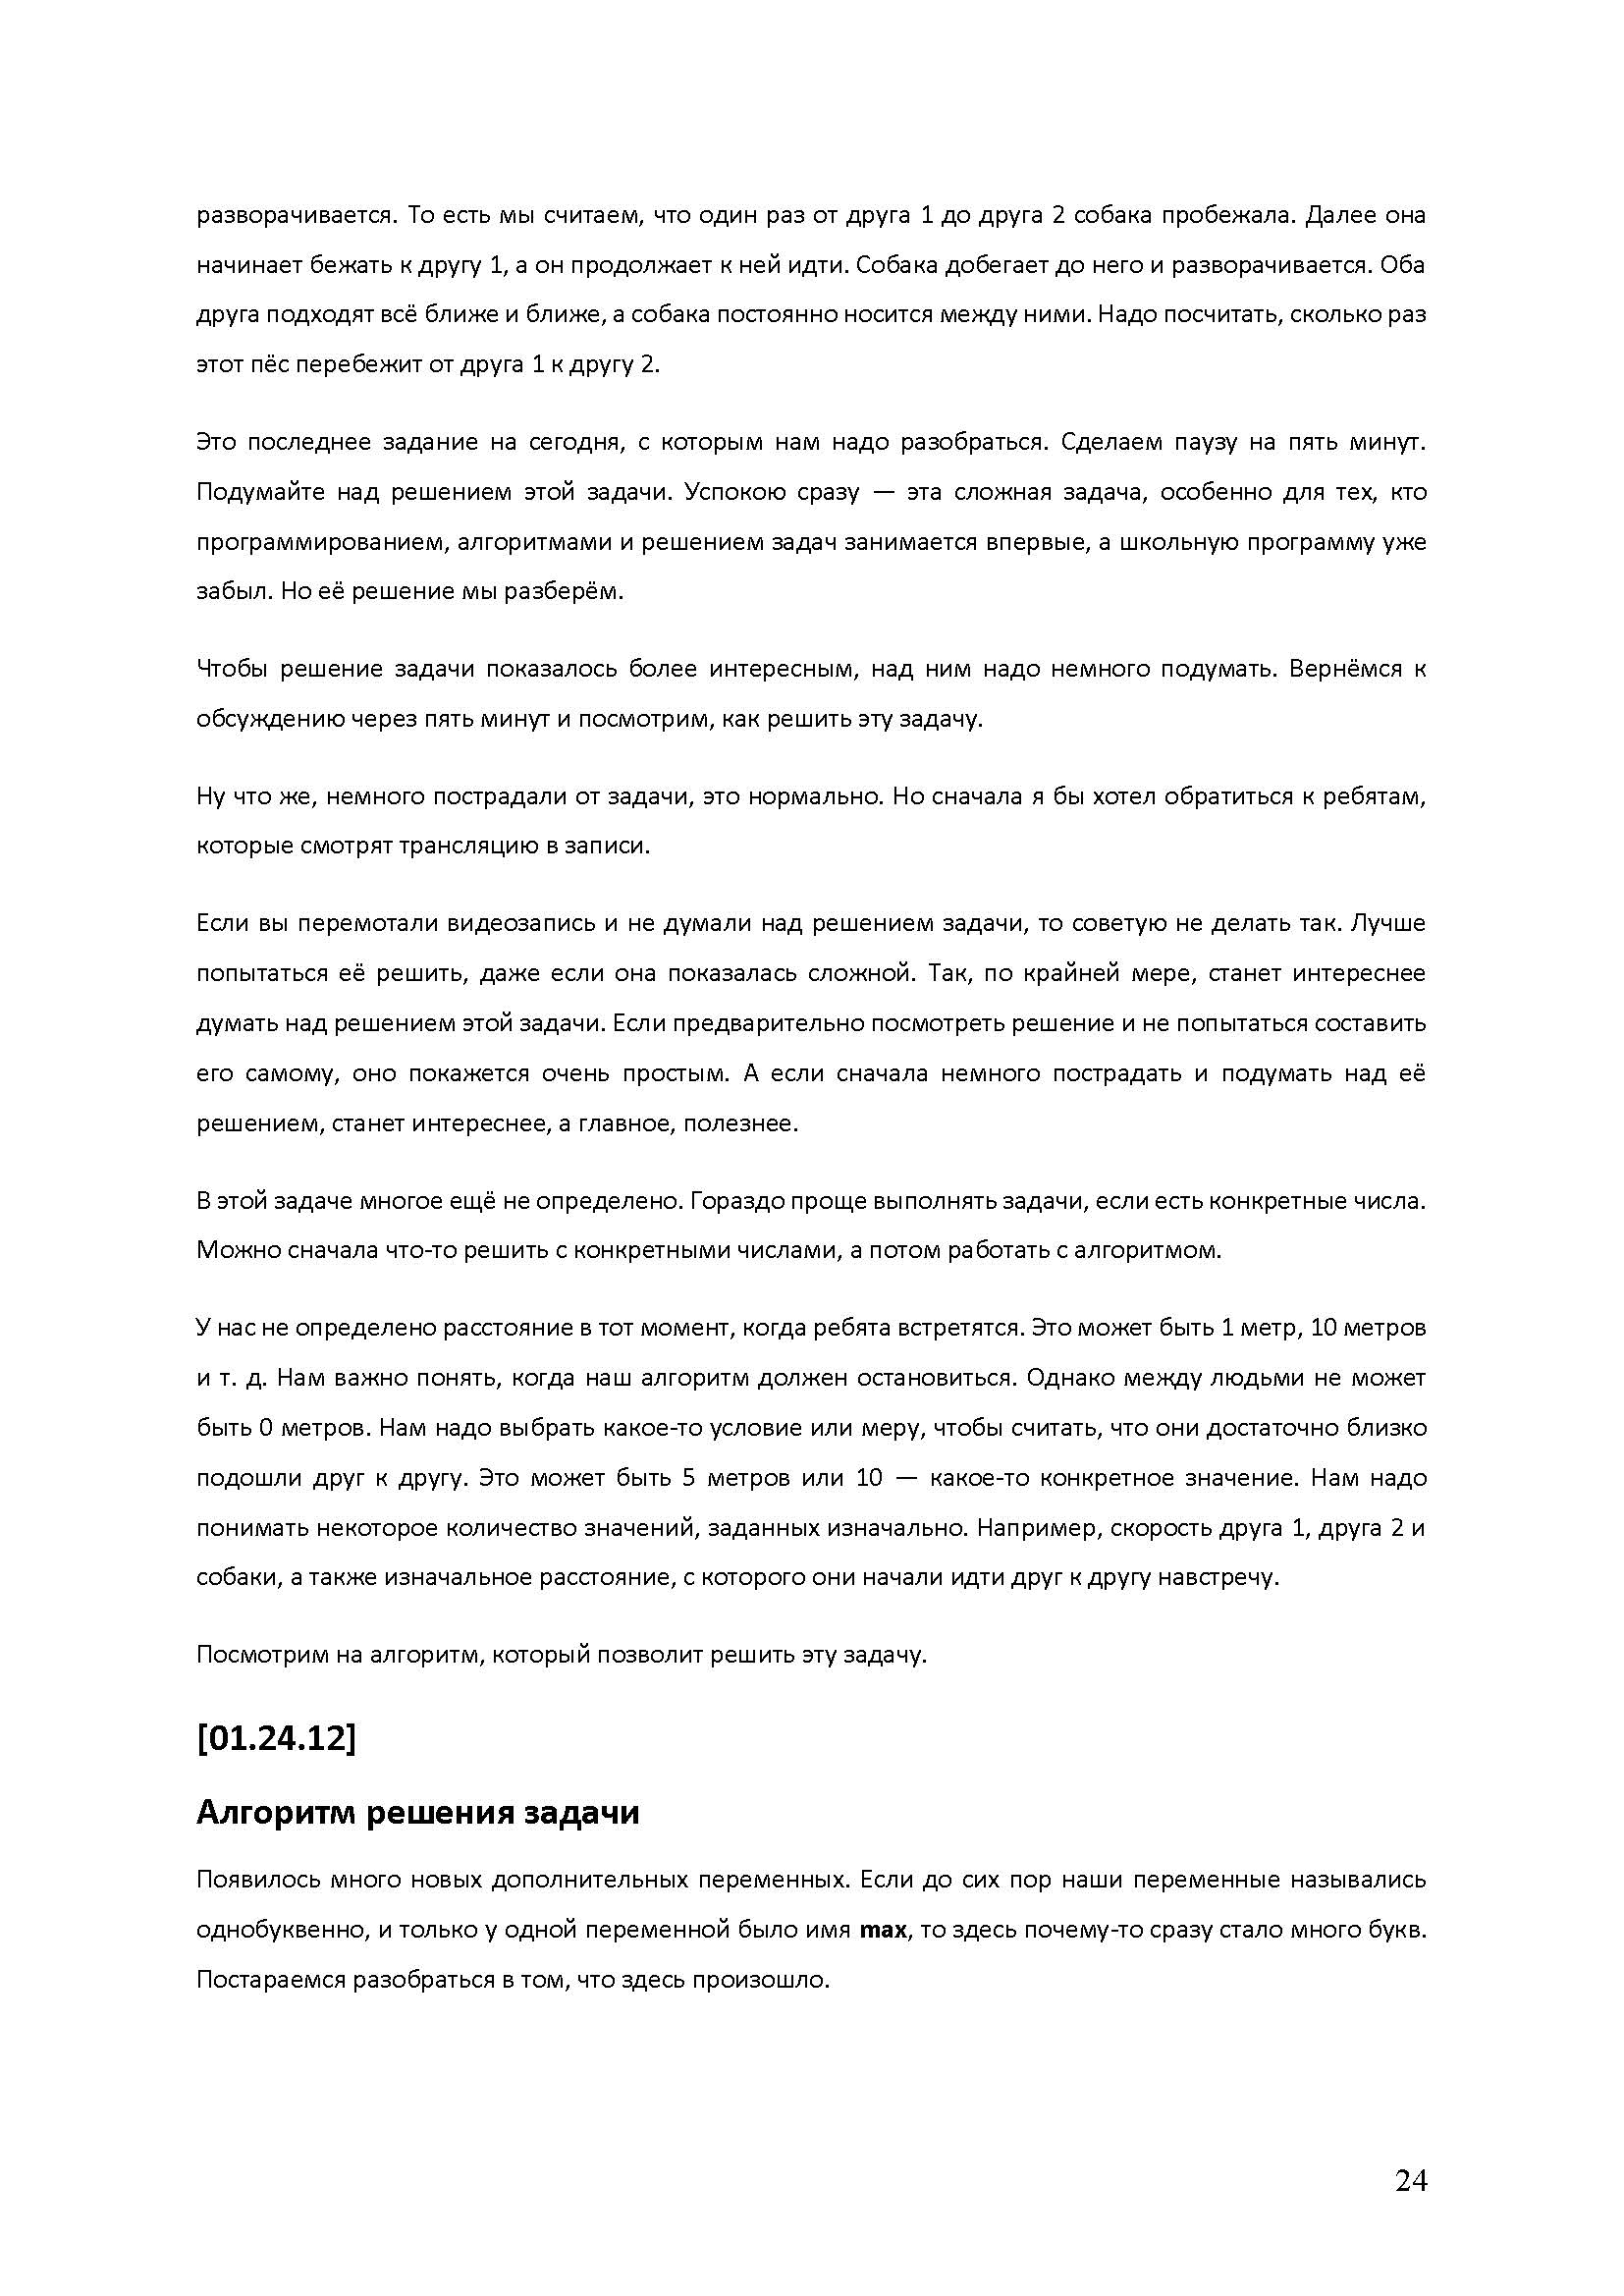 разворачивается. То есть мы считаем, что один раз от друга 1 до друга 2 собака пробежала. Далее она
начинает бежать к другу 1, а он продолжает к ней идти. Собака добегает до него и разворачивается. Оба
друга подходят всё ближе и ближе, а собака постоянно носится между ними. Надо посчитать, сколько раз
этот пёс перебежит от друга 1 к другу 2.
Это последнее задание на сегодня, с которым нам надо разобраться. Сделаем паузу на пять минут.
Подумайте над решением этой задачи. Успокою сразу — эта сложная задача, особенно для тех, кто
программированием, алгоритмами и решением задач занимается впервые, а школьную программу уже
забыл. Но её решение мы разберём.
Чтобы решение задачи показалось более интересным, над ним надо немного подумать. Вернёмся к
обсуждению через пять минут и посмотрим, как решить эту задачу.
Ну что же, немного пострадали от задачи, это нормально. Но сначала я бы хотел обратиться к ребятам,
которые смотрят трансляцию в записи.
Если вы перемотали видеозапись и не думали над решением задачи, то советую не делать так. Лучше
попытаться её решить, даже если она показалась сложной. Так, по крайней мере, станет интереснее
думать над решением этой задачи. Если предварительно посмотреть решение и не попытаться составить
его самому, оно покажется очень простым. А если сначала немного пострадать и подумать над её
решением, станет интереснее, а главное, полезнее.
В этой задаче многое ещё не определено. Гораздо проще выполнять задачи, если есть конкретные числа.
Можно сначала что-то решить с конкретными числами, а потом работать с алгоритмом.
У нас не определено расстояние в тот момент, когда ребята встретятся. Это может быть 1 метр, 10 метров
и т. д. Нам важно понять, когда наш алгоритм должен остановиться. Однако между людьми не может
быть 0 метров. Нам надо выбрать какое-то условие или меру, чтобы считать, что они достаточно близко
подошли друг к другу. Это может быть 5 метров или 10 — какое-то конкретное значение. Нам надо
понимать некоторое количество значений, заданных изначально. Например, скорость друга 1, друга 2 и
собаки, а также изначальное расстояние, с которого они начали идти друг к другу навстречу.
Посмотрим на алгоритм, который позволит решить эту задачу.
[01.24.12]
Алгоритм решения задачи
Появилось много новых дополнительных переменных. Если до сих пор наши переменные назывались
однобуквенно, и только у одной переменной было имя max, то здесь почему-то сразу стало много букв.
Постараемся разобраться в том, что здесь произошло.
24